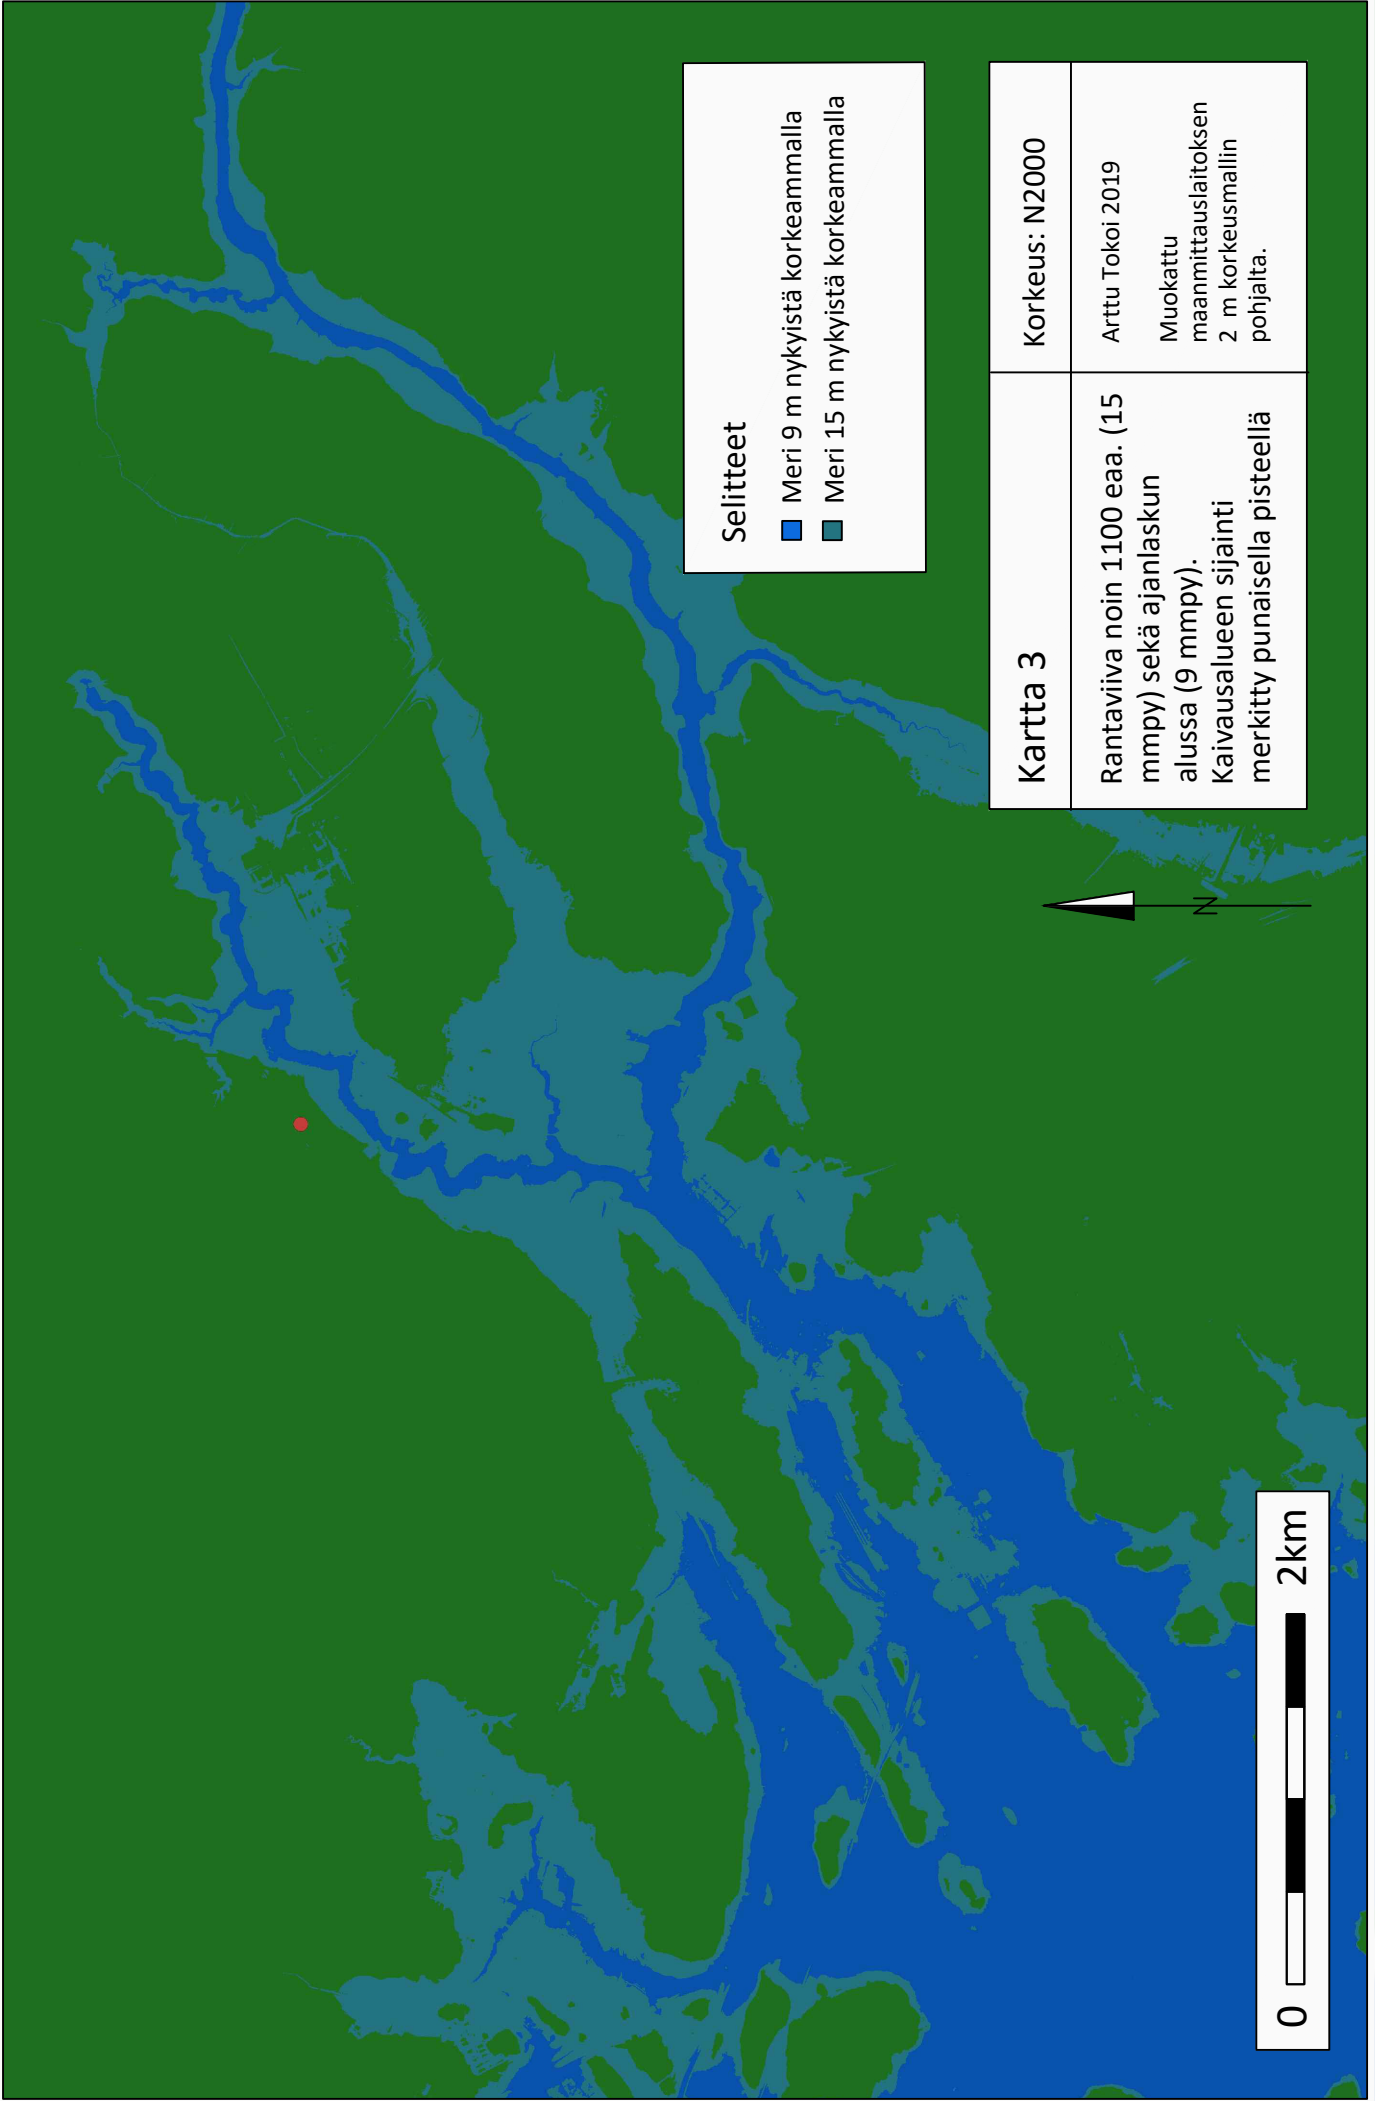 Selitteet
Meri 9 m nykyistä korkeammalla
Meri 15 m nykyistä korkeammalla
Kartta 3
Korkeus: N2000
Rantaviiva noin 1100 eaa. (15
mmpy) sekä ajanlaskun
alussa (9 mmpy).
Kaivausalueen sijainti
merkitty punaisella pisteellä
Arttu Tokoi 2019
Muokattu
maanmittauslaitoksen
2 m korkeusmallin
pohjalta.
N
0 2km